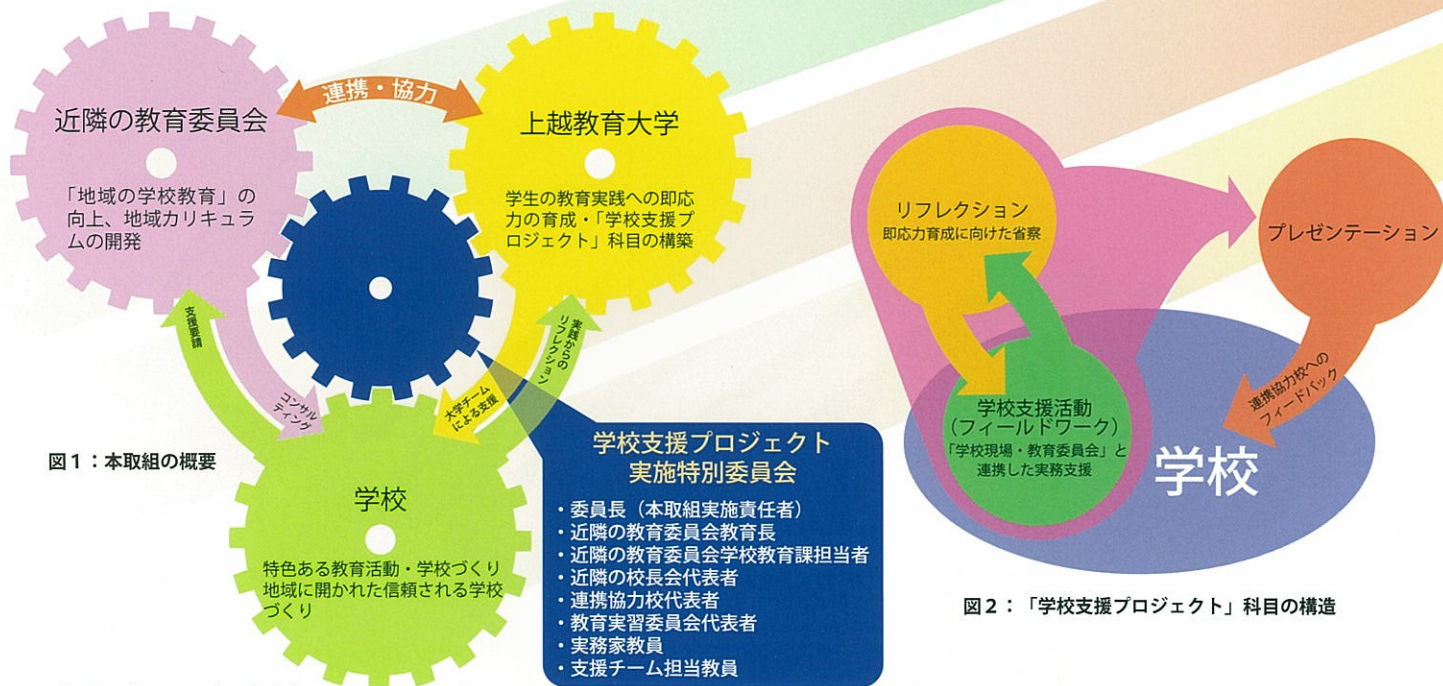 近隣の教育委員会
「地域の学校教育」の
向上、地域カリキュラ
ムの開発
連携・協力
上越教育大学
学生の教育実践への即応
力の育成・「学校支援プ
ロジェクト」科目の構築
支援要請
コンサル
ティング
大学チーム
による支援
実践からの
リフレクション
学校
特色ある教育活動・学校づくり
地域に開かれた信頼される学校
づくり
図1：本取組の概要
学校支援プロジェクト
実施特別委員会
・委員長（本取組実施責任者）
・近隣の教育委員会教育長
・近隣の教育委員会学校教育課担当者
・近隣の校長会代表者
・連携協力校代表者
・教育実習委員会代表者
・実務家教員
・支援チーム担当教員
リフレクション
即応力育成に向けた省察
学校支援活動
（フィールドワーク）
「学校現場・教育委員会」と
連携した実務支援
プレゼンテーション
連携協力校への
フィードバック
学校
図2：「学校支援プロジェクト」科目の構造